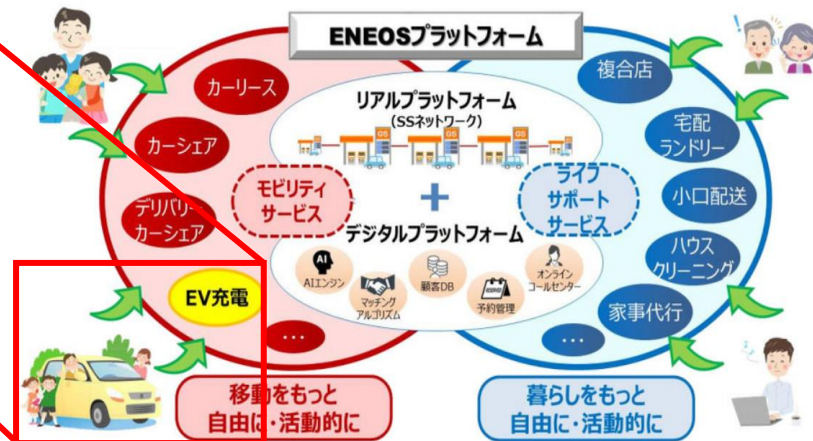 ENEOSプラットフォーム
カーリース
カーシェア
デリバリー
カーシェア
EV充電
…
モビリティ
サービス
リアルプラットフォーム
(SSネットワーク)
GS
GS
GS
+
デジタルプラットフォーム
AI
AIエンジン
マッチング
アルゴリズム
顧客DB
予約管理
オンライン
コールセンター
ライフ
サポート
サービス
複合店
宅配
ランドリー
小口配送
ハウス
クリーニング
家事代行
…
移動をもっと
自由に・活動的に
暮らしをもっと
自由に・活動的に